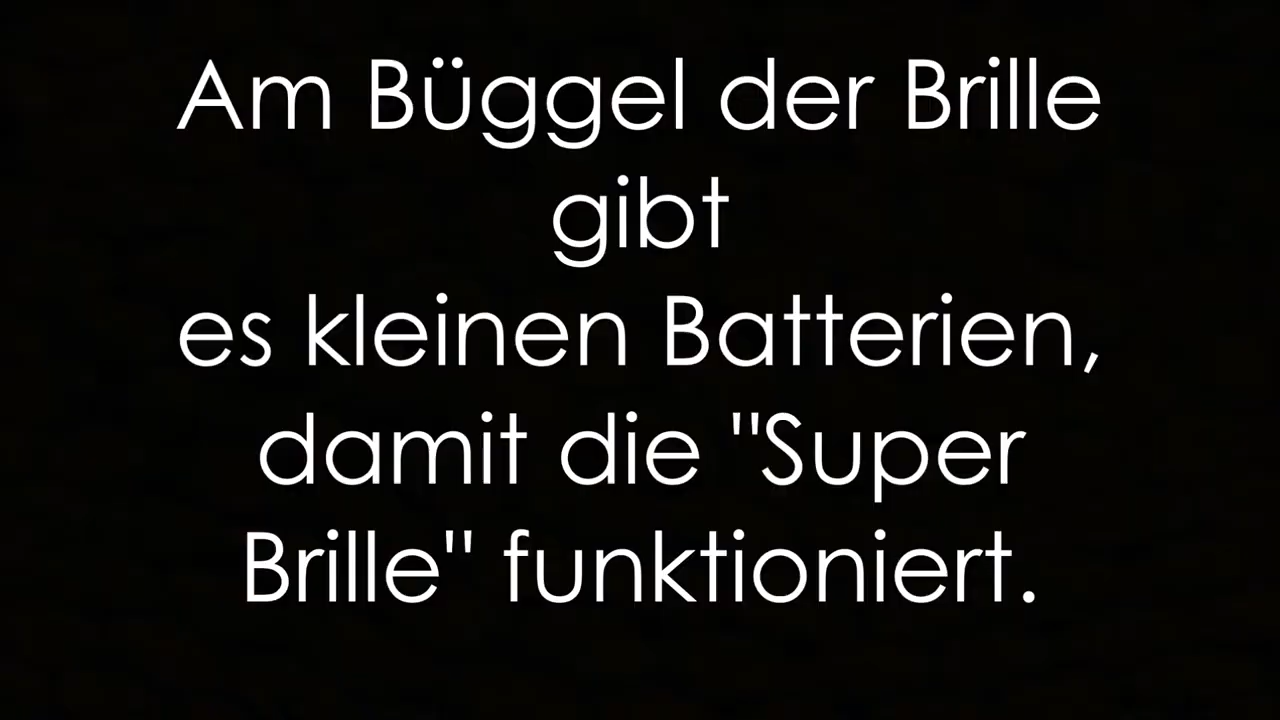 Am Büggel der Brille
gibt
es kleinen Batterien,
damit die "Super
Brille" funktioniert.